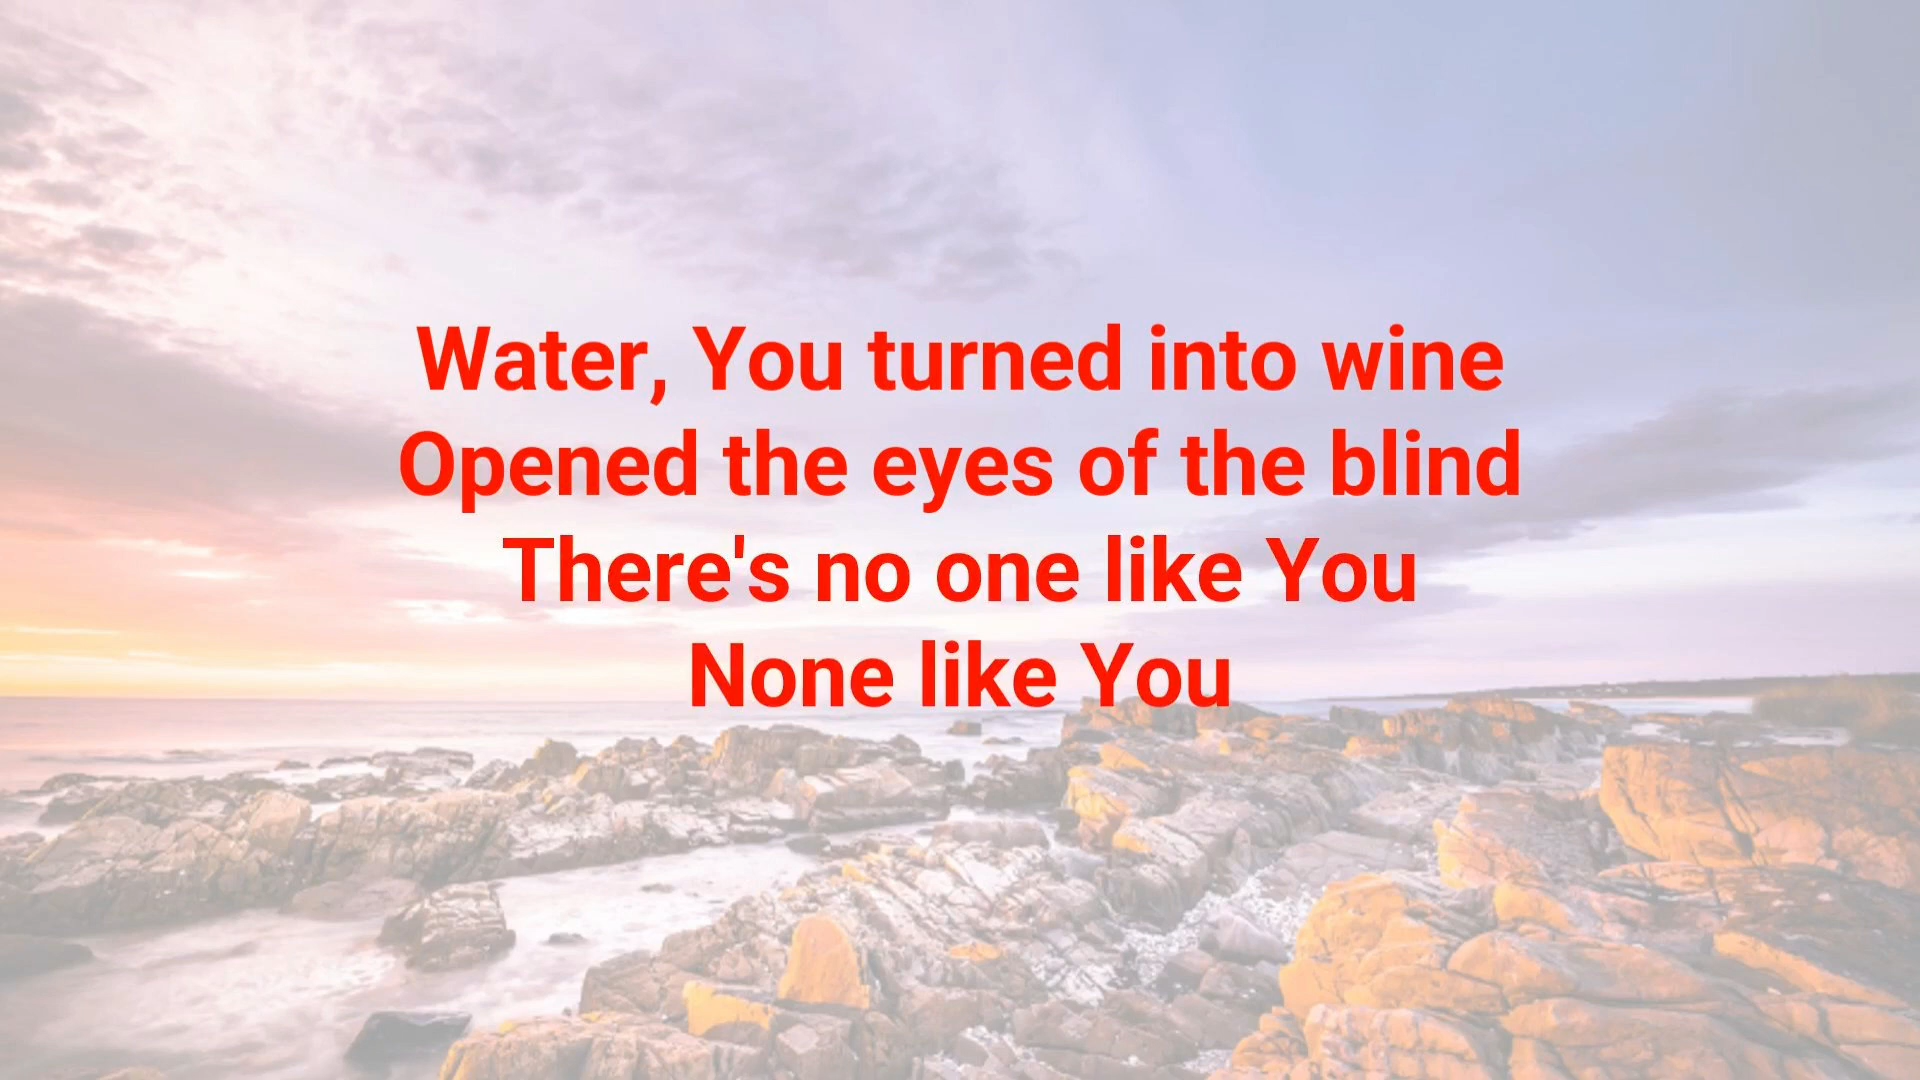 Water, You turned into wine
Opened the eyes of the blind
There's no one like You
None like You